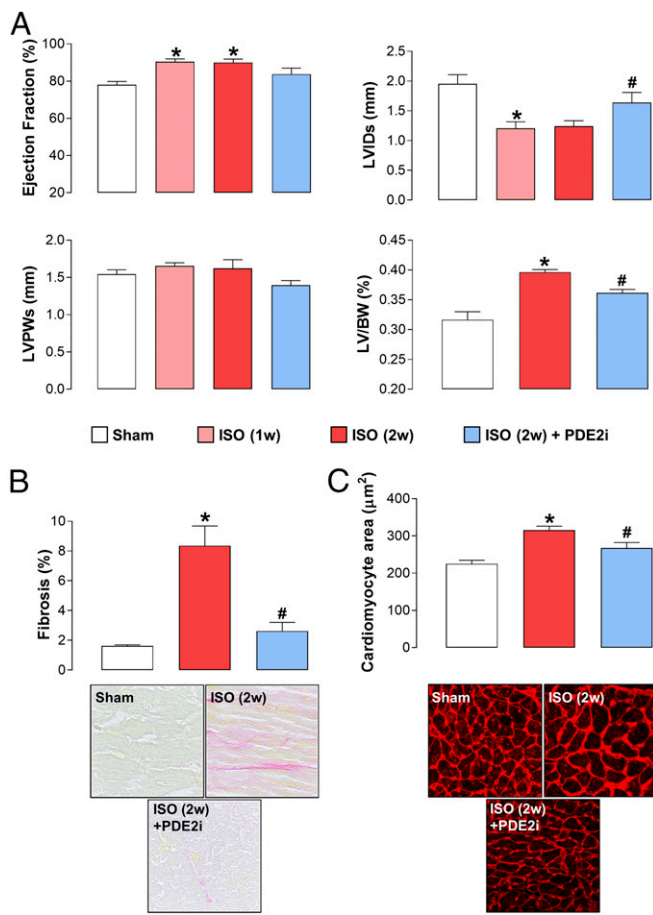 A
Ejection Fraction (%)
100
80
60
40
20
*
*
LVIDs (mm)
2.5
2.0
1.5
1.0
0.5
0.0
*
#
LVPWs (mm)
2.0
1.5
1.0
0.5
0.0
LV/BW (%)
0.45
0.40
0.35
0.30
0.25
0.20
*
#
Sham
ISO (1w)
ISO (2w)
ISO (2w) + PDE2i
B
Fibrosis (%)
10
8
6
4
2
0
*
#
Sham
ISO (2w)
ISO (2w)
+PDE2i
C
Cardiomyocyte area (μm²)
400
300
200
100
0
*
#
Sham
ISO (2w)
ISO (2w)
+PDE2i